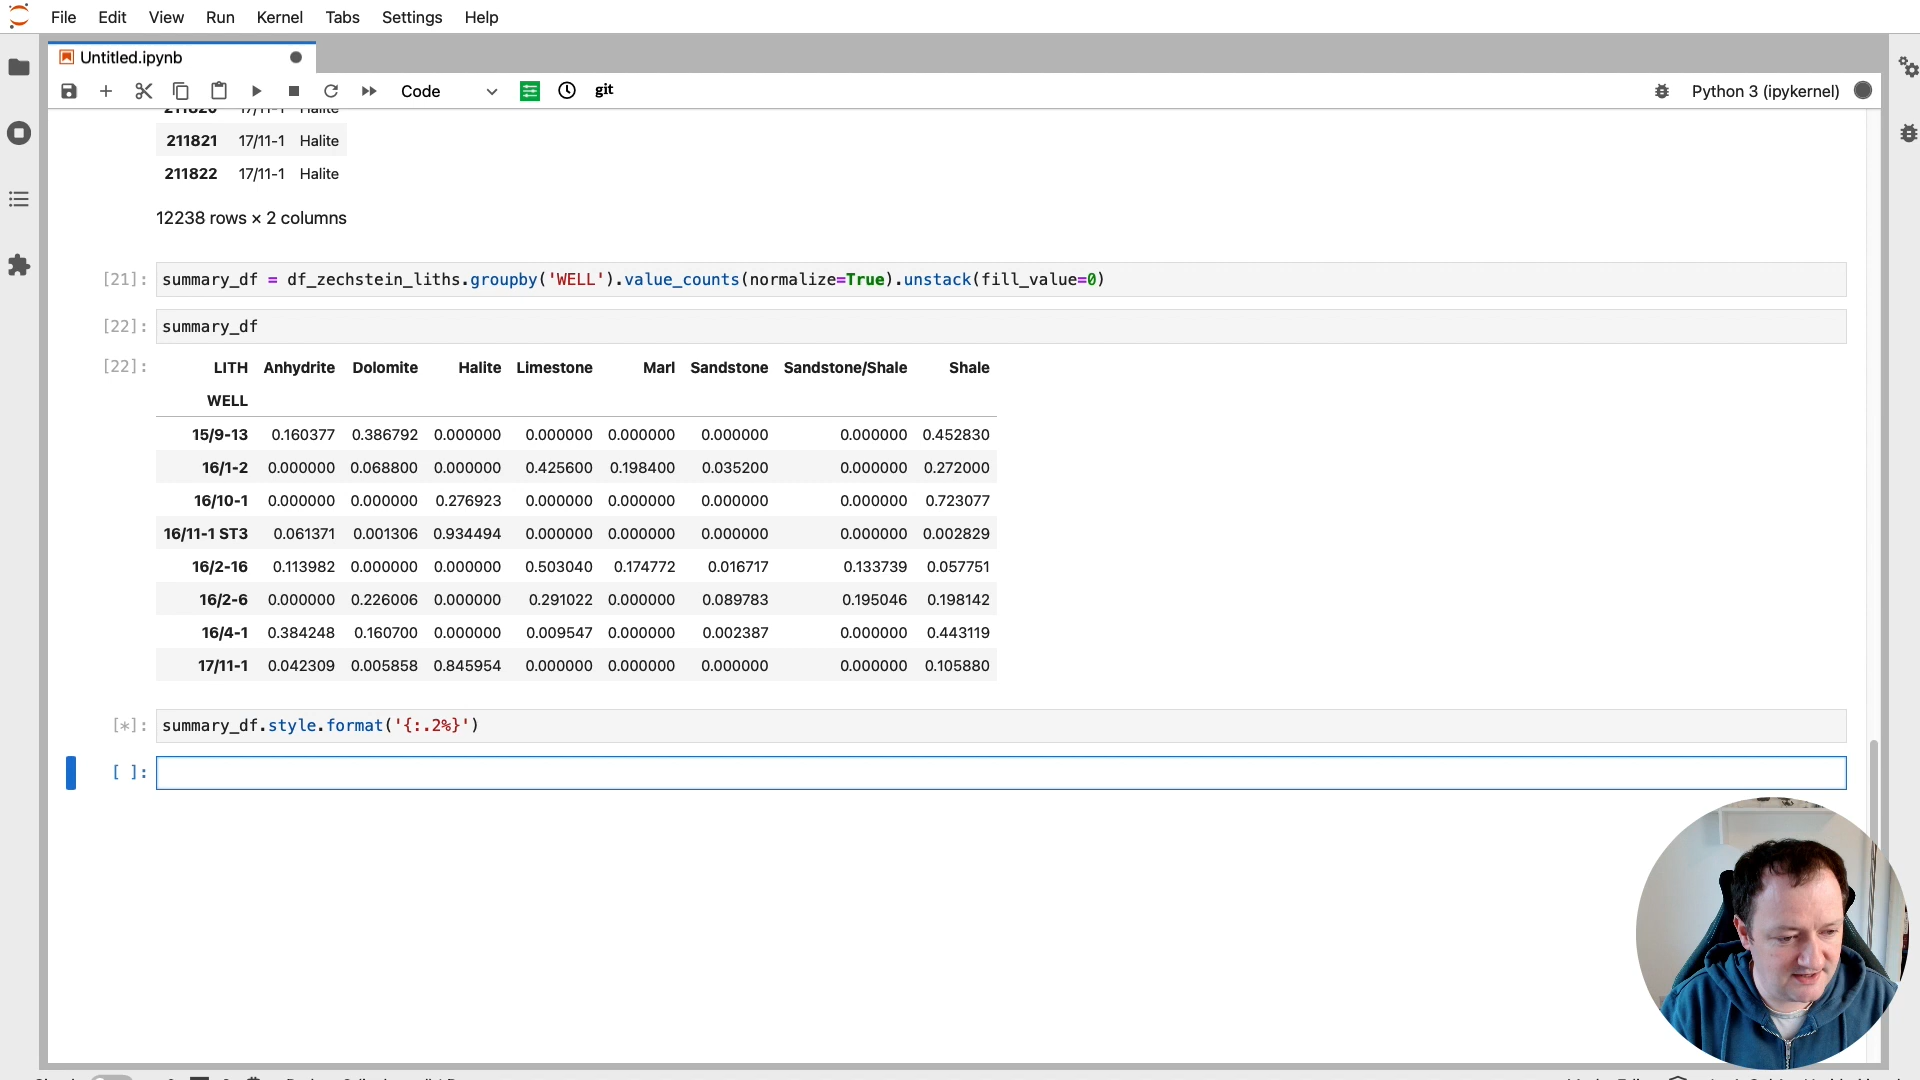 File Edit View Run Kernel Tabs Settings Help
Untitled.ipynb
Code git Python 3 (ipykernel)
211820 17/11-1 Halite
211821 17/11-1 Halite
211822 17/11-1 Halite
12238 rows × 2 columns
[21]: summary_df = df_zechstein_liths.groupby('WELL').value_counts(normalize=True).unstack(fill_value=0)
[22]: summary_df
[22]: LITH Anhydrite Dolomite Halite Limestone Marl Sandstone Sandstone/Shale Shale
WELL
15/9-13 0.160377 0.386792 0.000000 0.000000 0.000000 0.000000 0.000000 0.452830
16/1-2 0.000000 0.068800 0.000000 0.425600 0.198400 0.035200 0.000000 0.272000
16/10-1 0.000000 0.000000 0.276923 0.000000 0.000000 0.000000 0.000000 0.723077
16/11-1 ST3 0.061371 0.001306 0.934494 0.000000 0.000000 0.000000 0.000000 0.002829
16/2-16 0.113982 0.000000 0.000000 0.503040 0.174772 0.016717 0.133739 0.057751
16/2-6 0.000000 0.226006 0.000000 0.291022 0.000000 0.089783 0.195046 0.198142
16/4-1 0.384248 0.160700 0.000000 0.009547 0.000000 0.002387 0.000000 0.443119
17/11-1 0.042309 0.005858 0.845954 0.000000 0.000000 0.000000 0.000000 0.105880
[*]: summary_df.style.format('{:.2%}')
[ ]: